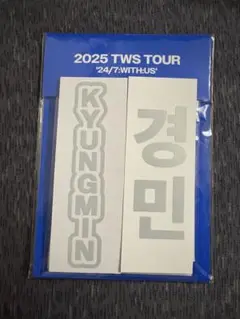 2025 TWS TOUR
'24/7:WITH:US'
KYUNGMIN
경민